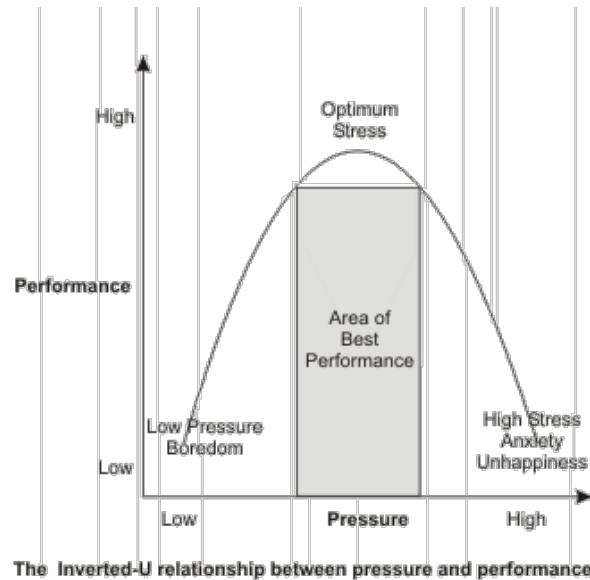 High
Optimum
Stress
Performance
Area of
Best
Performance
Low Pressure
Boredom
High Stress
Anxiety
Unhappiness
Low
Low
Pressure
High
The Inverted-U relationship between pressure and performance